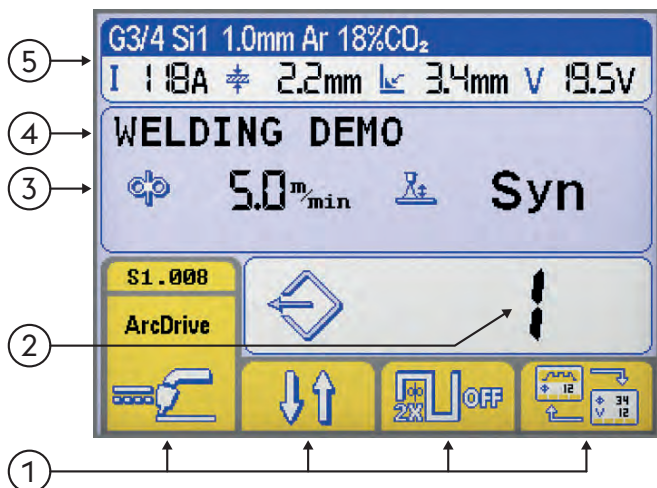 G3/4 Si1 1.0mm Ar 18%CO₂
I 118A 2.2mm 3.4mm V 19.5V
WELDING DEMO
5.0 m/min Syn
S1.008
ArcDrive
1
2X OFF
Φ 12
Φ 34
V 12
5
4
3
2
1